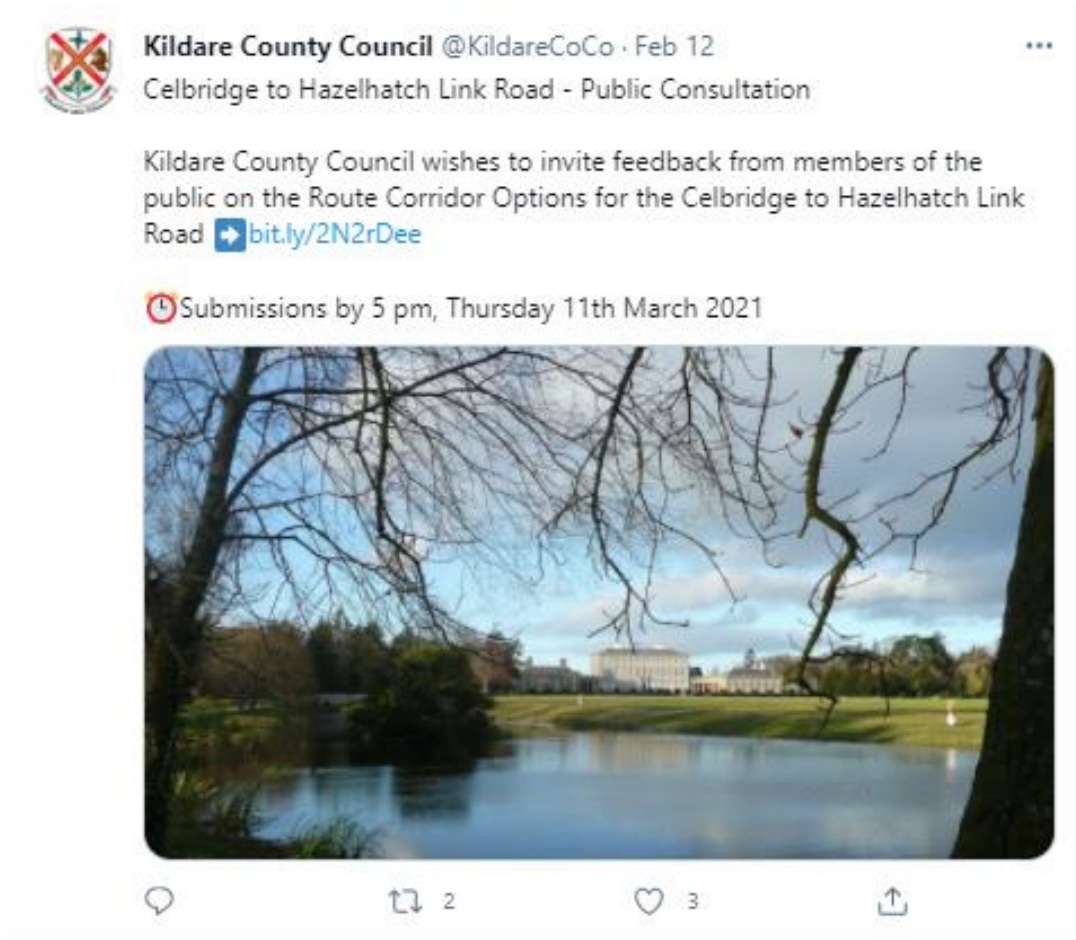 Kildare County Council @KildareCoCo · Feb 12
Celbridge to Hazelhatch Link Road - Public Consultation
Kildare County Council wishes to invite feedback from members of the
public on the Route Corridor Options for the Celbridge to Hazelhatch Link
Road ➡bit.ly/2N2rDee
⏰Submissions by 5 pm, Thursday 11th March 2021
2 3